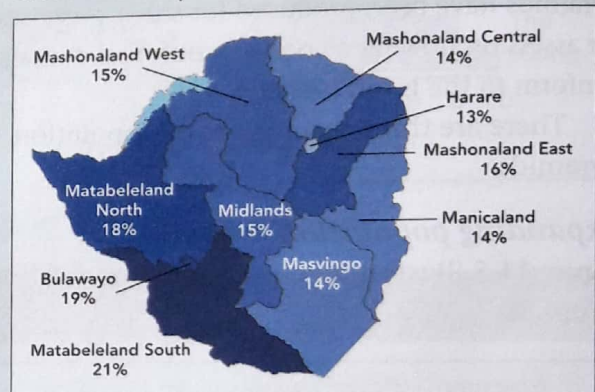 Mashonaland West
15%
Mashonaland Central
14%
Harare
13%
Mashonaland East
16%
Matabeleland
North
18%
Midlands
15%
Manicaland
14%
Masvingo
14%
Bulawayo
19%
Matabeleland South
21%